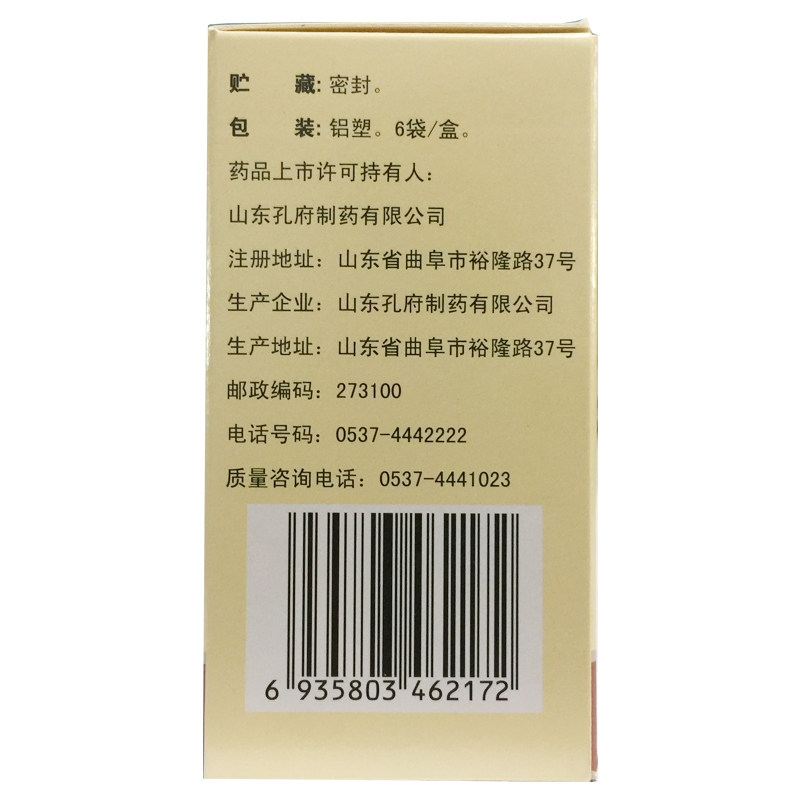 贮 藏: 密封。
包 装: 铝塑。6袋/盒。
药品上市许可持有人:
山东孔府制药有限公司
注册地址: 山东省曲阜市裕隆路37号
生产企业: 山东孔府制药有限公司
生产地址: 山东省曲阜市裕隆路37号
邮政编码: 273100
电话号码: 0537-4442222
质量咨询电话: 0537-4441023
6 935803 462172